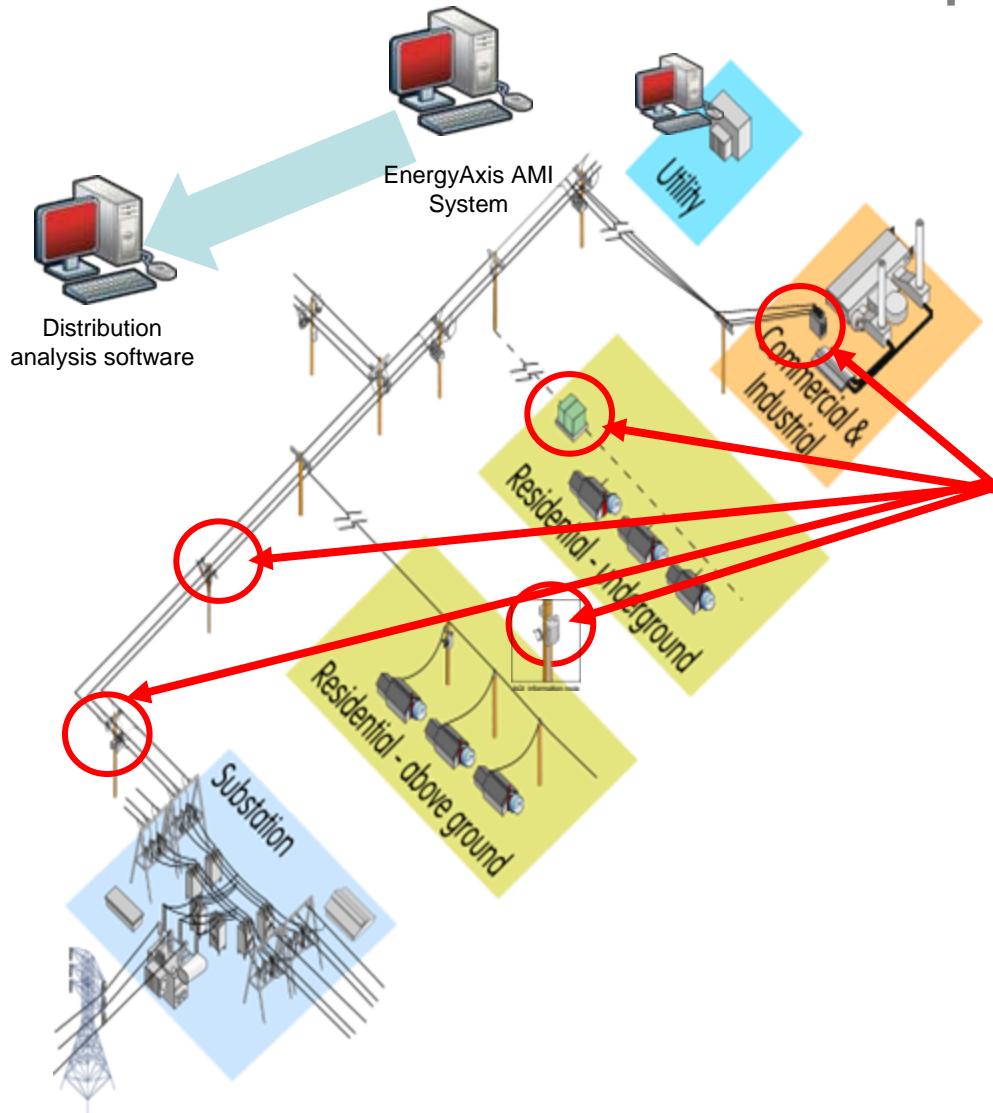 EnergyAxis AMI
System
Utility
Distribution
analysis software
Commercial &
Industrial
Residential - underground
Residential - above ground
Substation